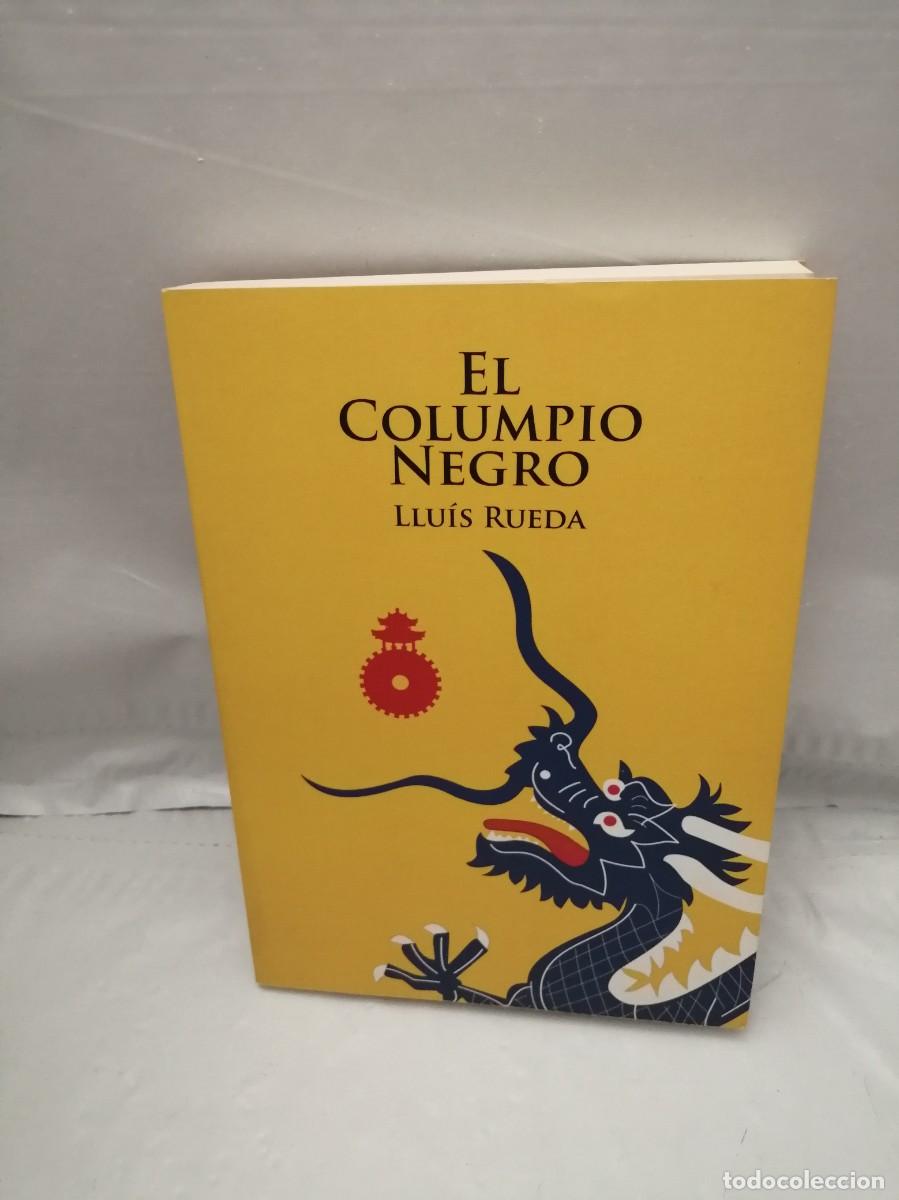 EL
COLUMPIO
NEGRO
LLUÍS RUEDA
todocoleccion